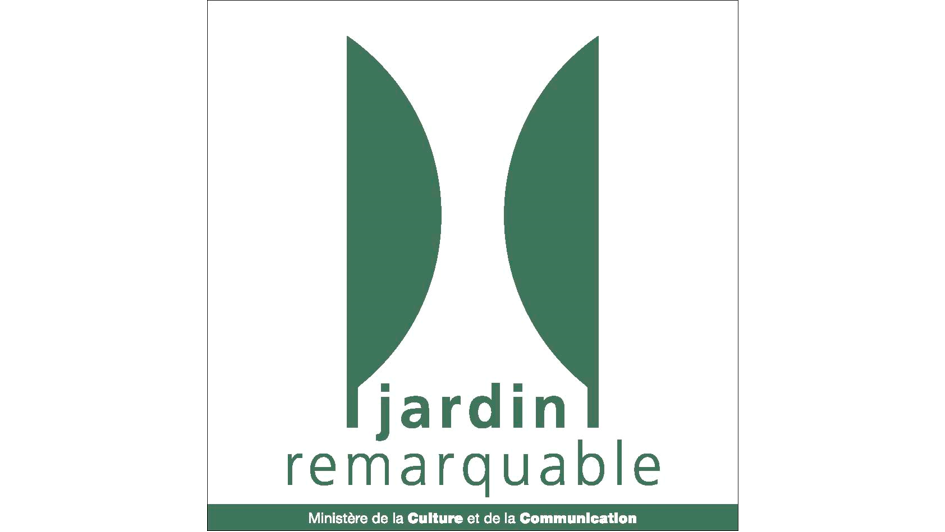 jardin
remarquable
Ministère de la Culture et de la Communication